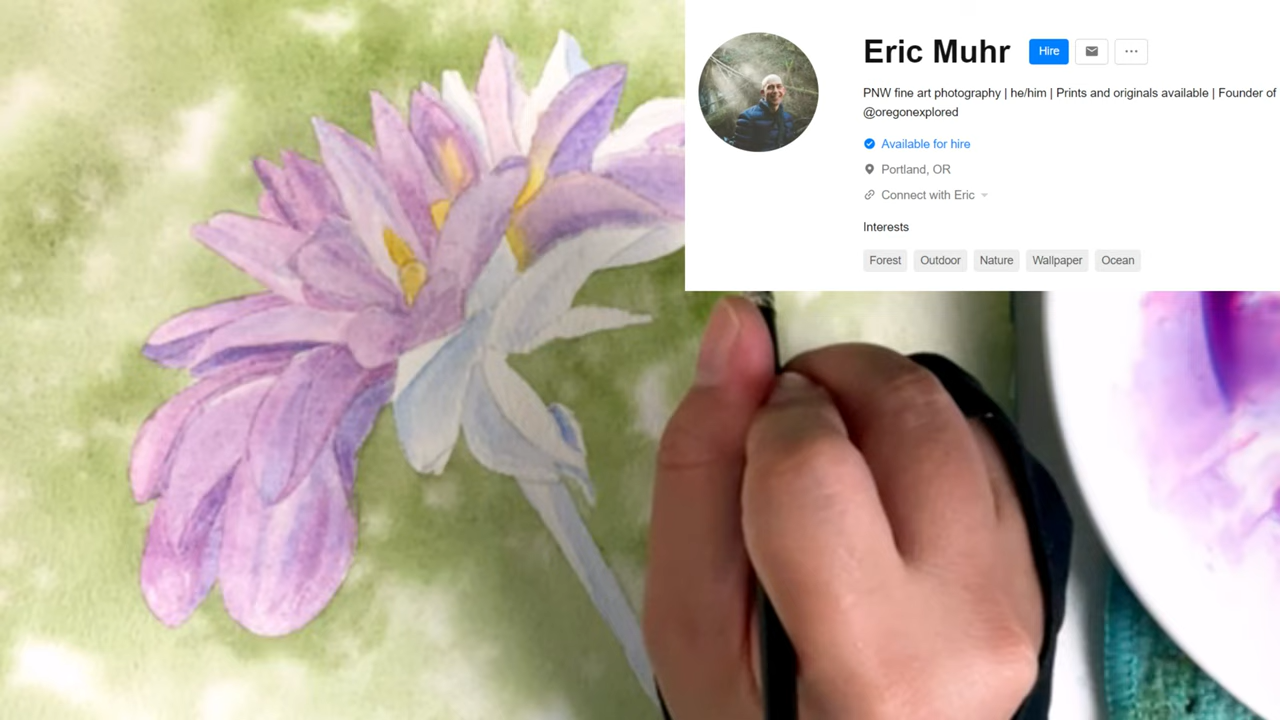 Eric Muhr
Hire
PNW fine art photography | he/him | Prints and originals available | Founder of
@oregonexplored
Available for hire
Portland, OR
Connect with Eric
Interests
Forest Outdoor Nature Wallpaper Ocean